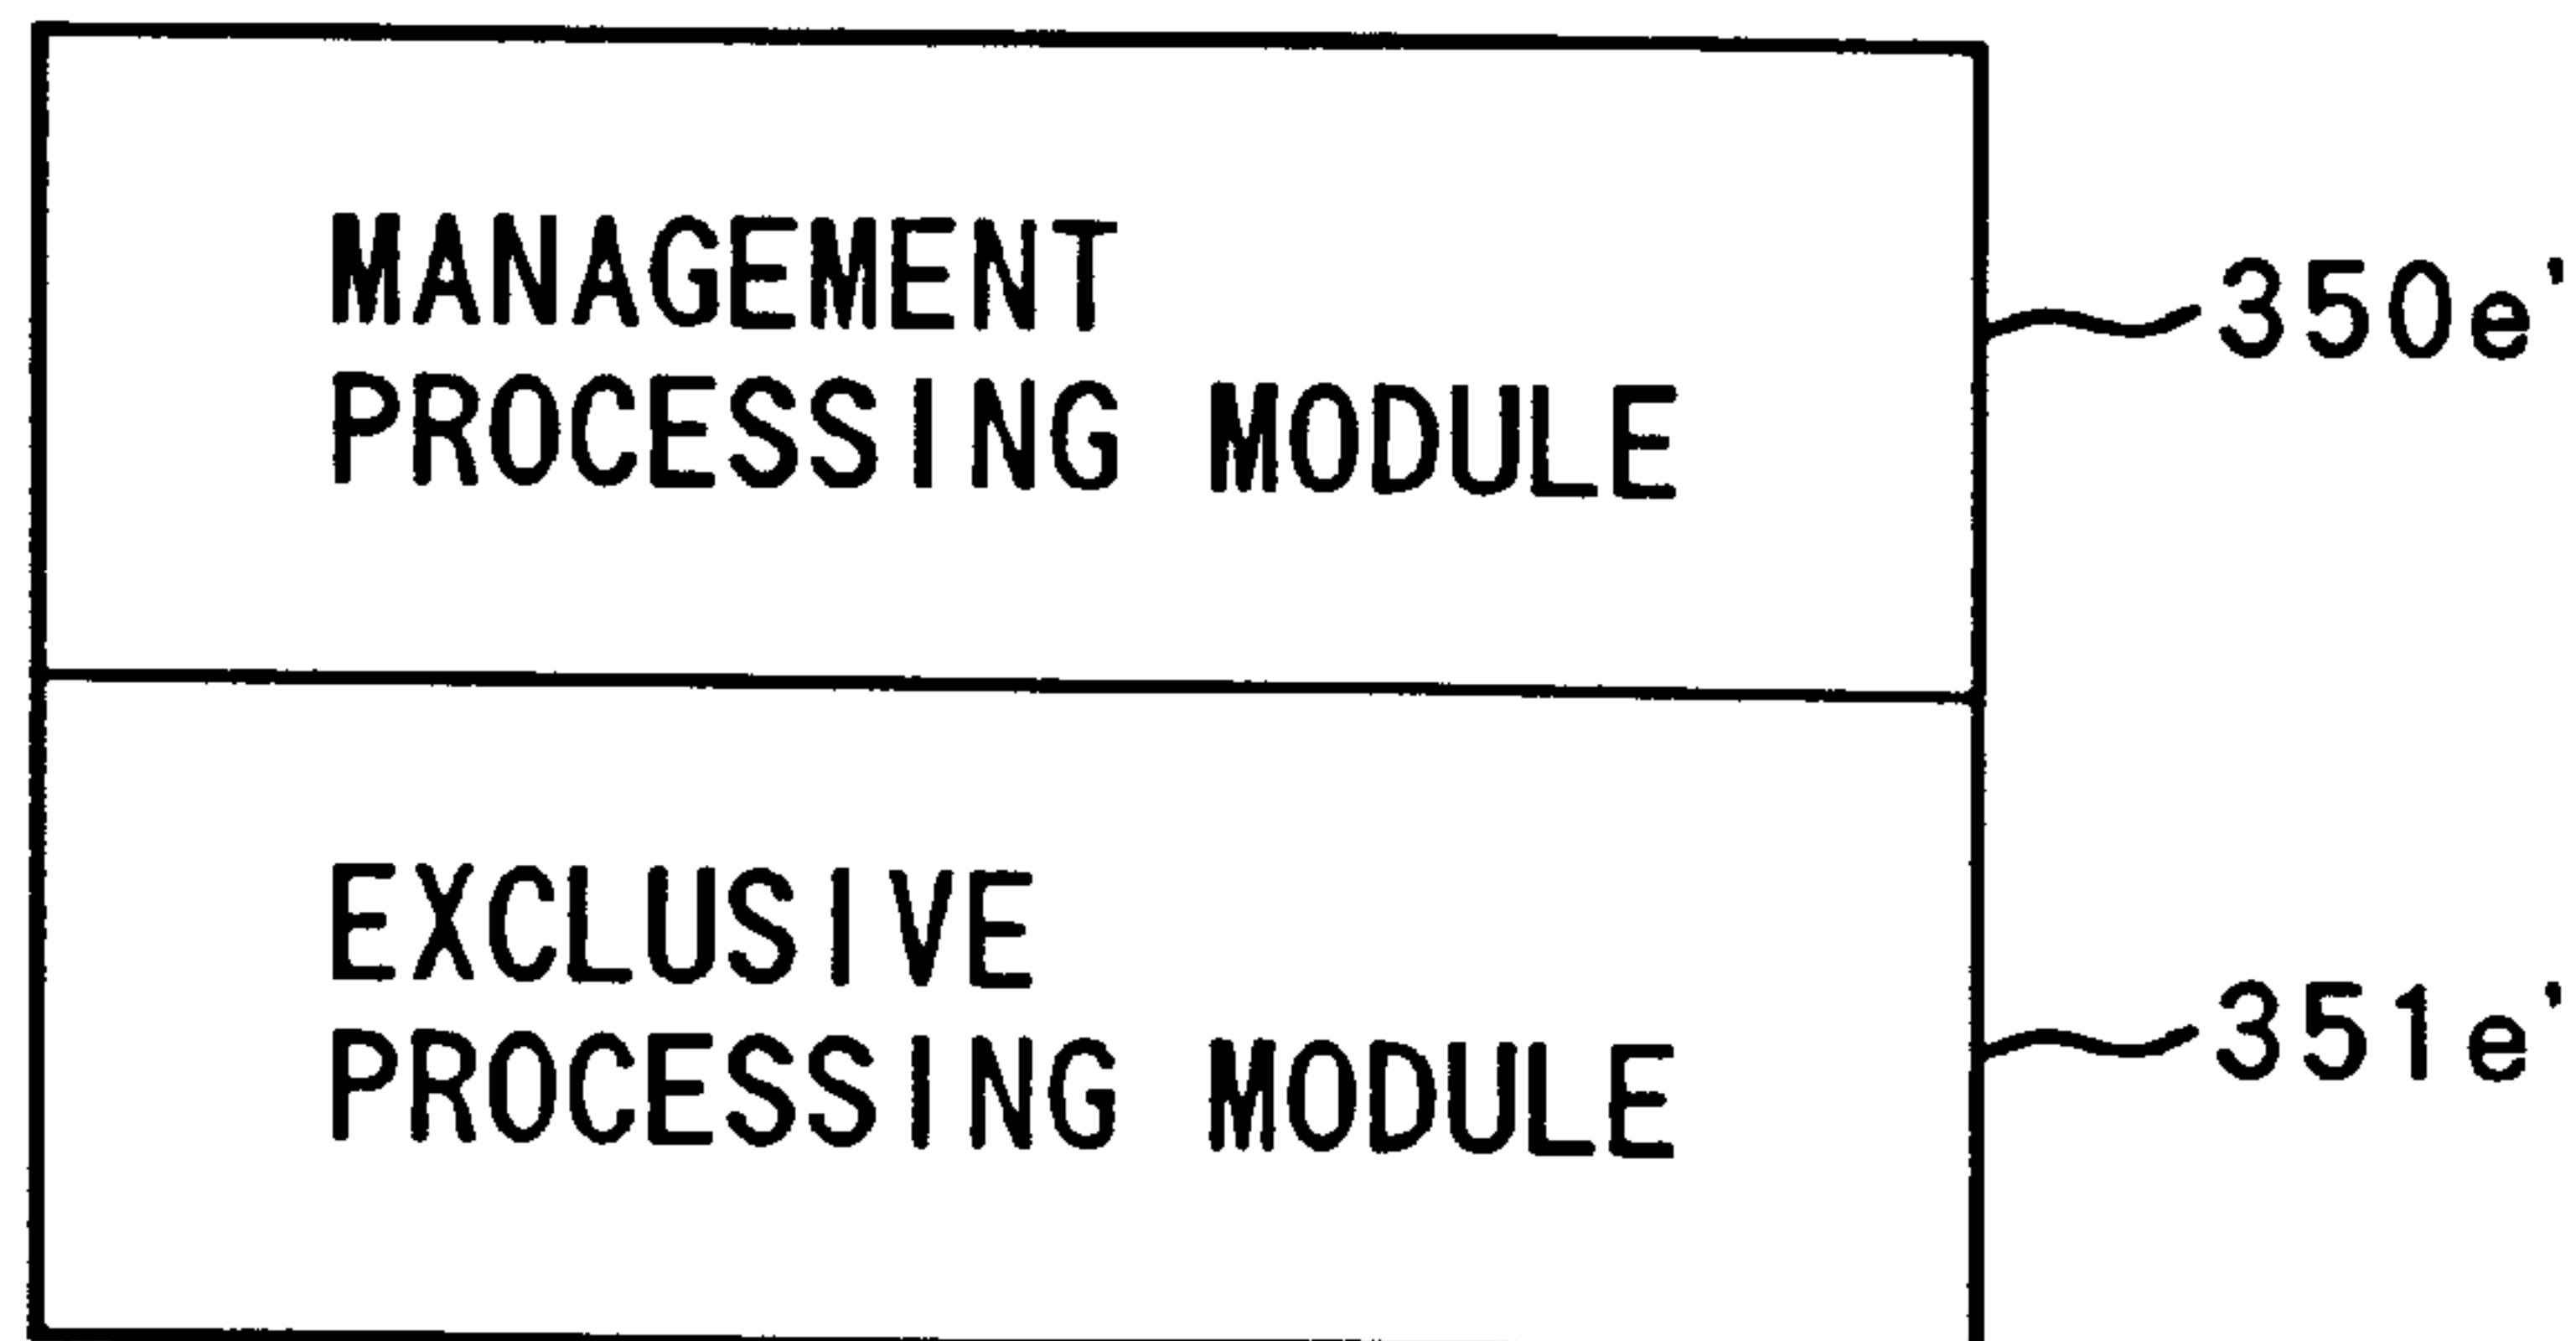 MANAGEMENT
PROCESSING MODULE
350e'
EXCLUSIVE
PROCESSING MODULE
351e'